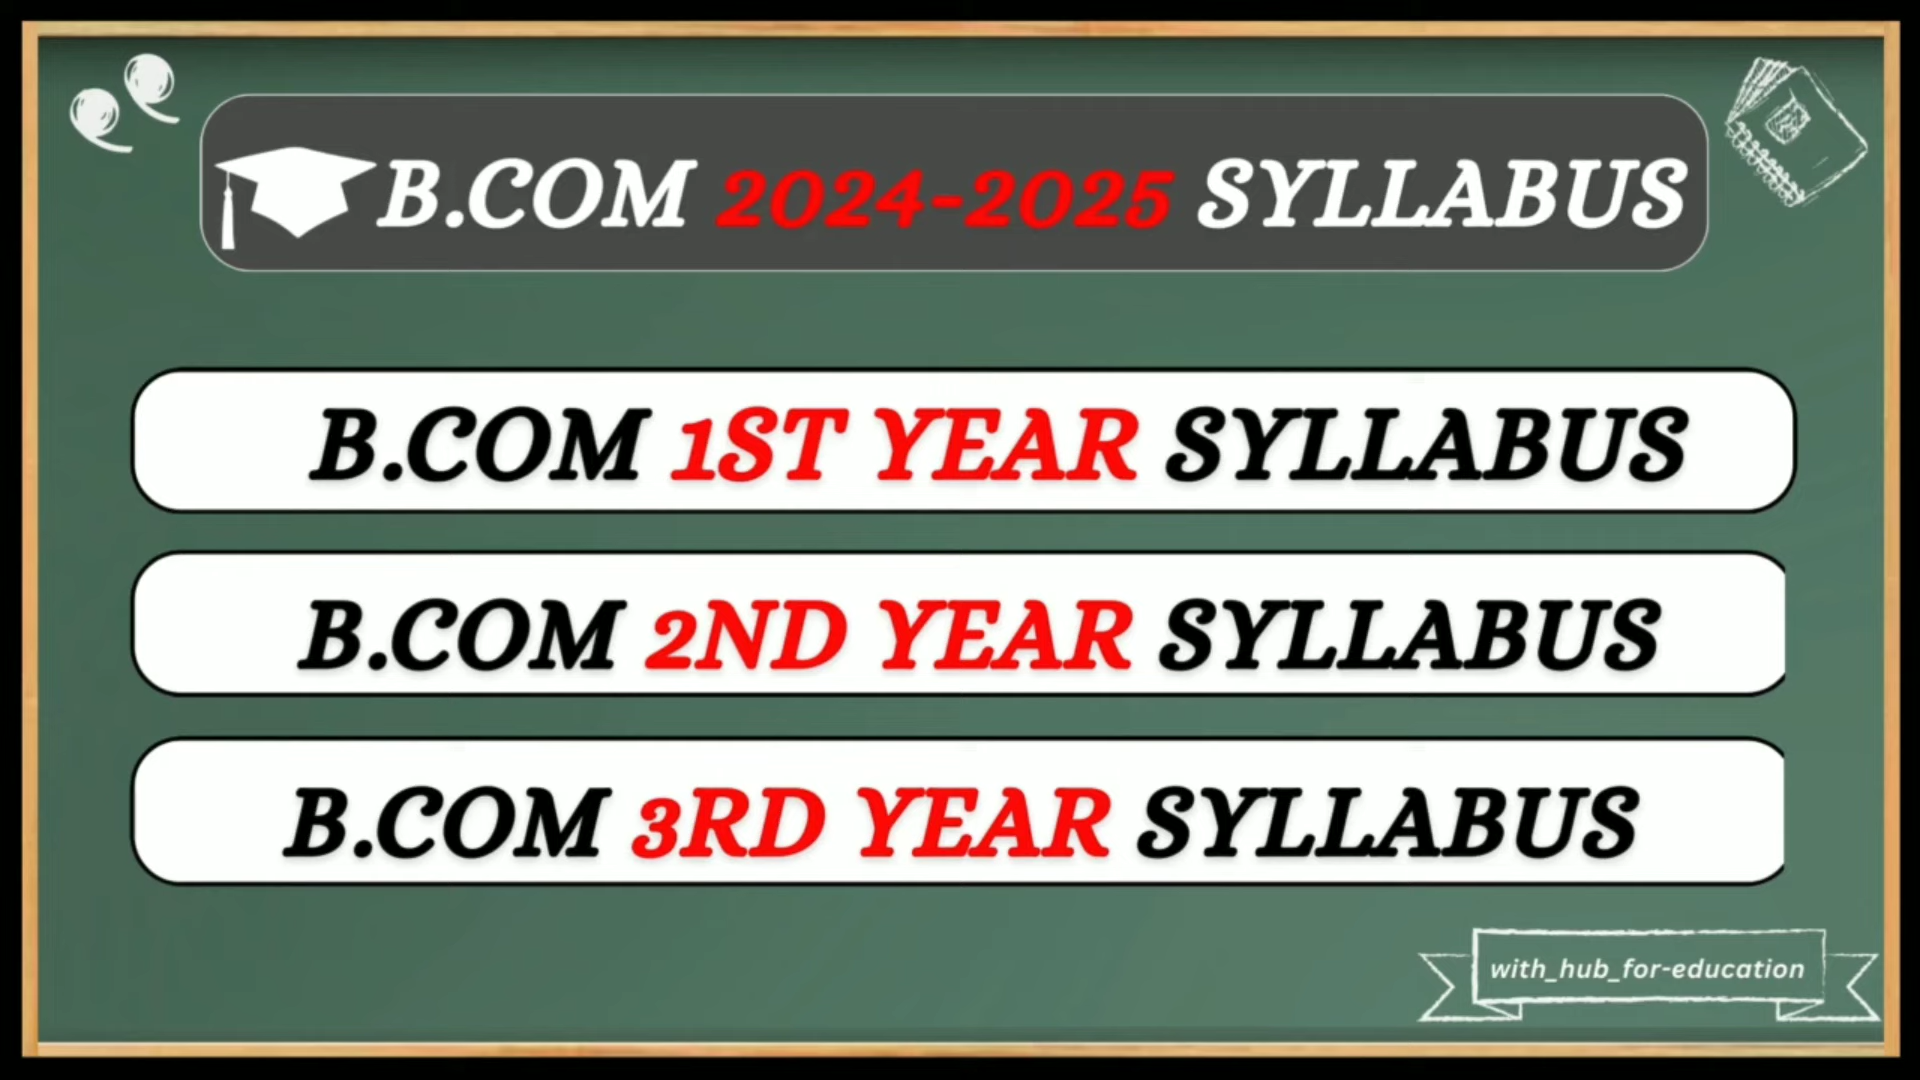 B.COM 2024-2025 SYLLABUS
B.COM 1ST YEAR SYLLABUS
B.COM 2ND YEAR SYLLABUS
B.COM 3RD YEAR SYLLABUS
with_hub_for-education